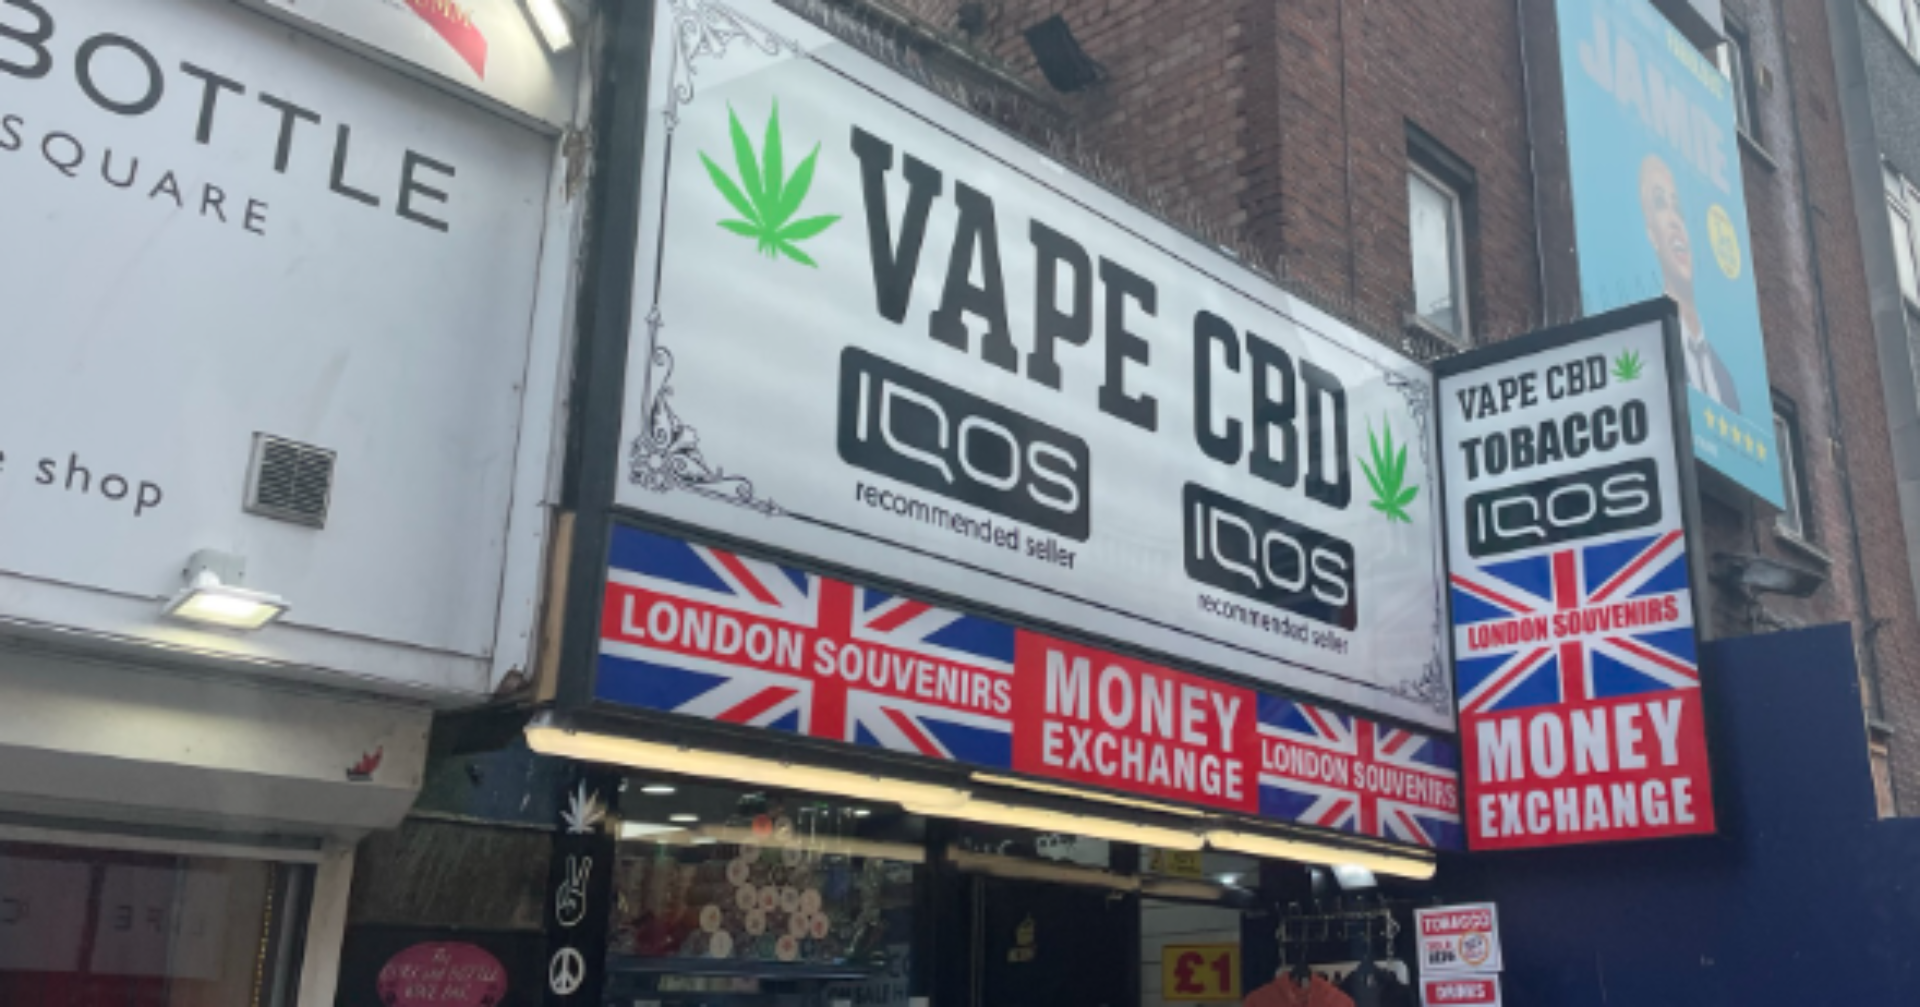 BOTTLE
SQUARE
shop
VAPE CBD
IQOS
recommended seller
IQOS
recommended seller
LONDON SOUVENIRS
MONEY
EXCHANGE
LONDON SOUVENIRS
VAPE CBD
TOBACCO
IQOS
LONDON SOUVENIRS
MONEY
EXCHANGE
JAMIE
£1
TOBACCO
DRINKS